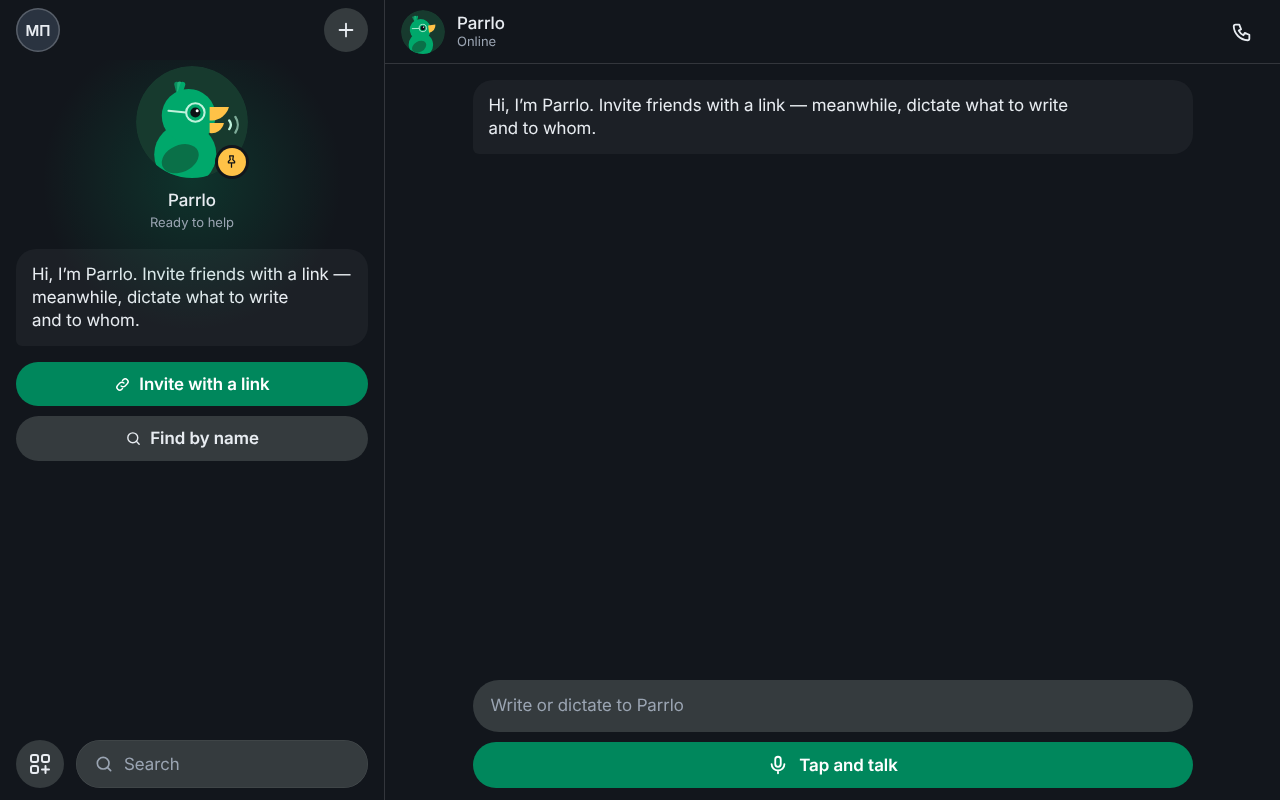 МП
Parrlo
Ready to help
Hi, I'm Parrlo. Invite friends with a link —
meanwhile, dictate what to write
and to whom.
Invite with a link
Find by name
Search
Parrlo
Online
Hi, I'm Parrlo. Invite friends with a link — meanwhile, dictate what to write
and to whom.
Write or dictate to Parrlo
Tap and talk